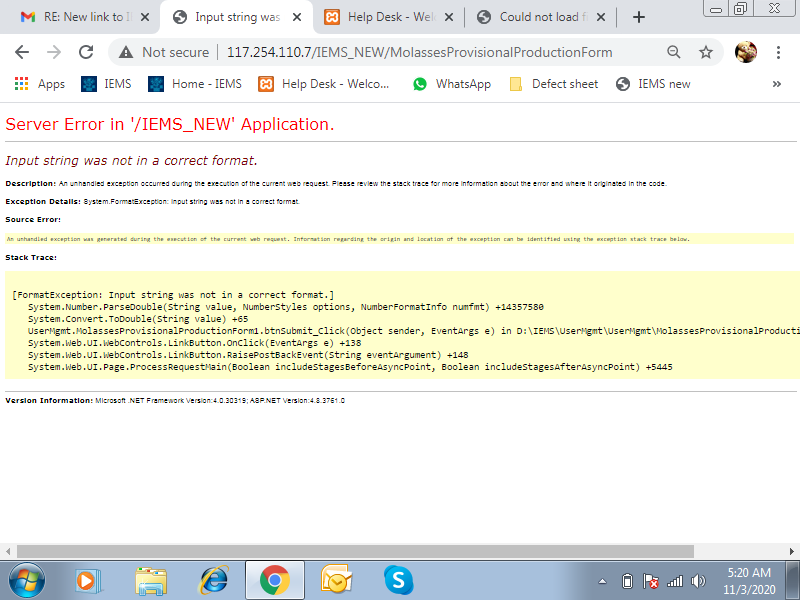 RE: New link to I
Input string was
Help Desk - Wel
Could not load f
Not secure
117.254.110.7/IEMS_NEW/MolassesProvisionalProductionForm
Apps
IEMS
Home - IEMS
Help Desk - Welco...
WhatsApp
Defect sheet
IEMS new
»
Server Error in '/IEMS_NEW' Application.
Input string was not in a correct format.
Description: An unhandled exception occurred during the execution of the current web request. Please review the stack trace for more information about the error and where it originated in the code.
Exception Details: System.FormatException: Input string was not in a correct format.
Source Error:
An unhandled exception was generated during the execution of the current web request. Information regarding the origin and location of the exception can be identified using the exception stack trace below.
Stack Trace:
[FormatException: Input string was not in a correct format.]
System.Number.ParseDouble(String value, NumberStyles options, NumberFormatInfo numfmt) +14357580
System.Convert.ToDouble(String value) +65
UserMgmt.MolassesProvisionalProductionForm1.btnSubmit_Click(Object sender, EventArgs e) in D:\IEMS\UserMgmt\UserMgmt\MolassesProvisionalProducti
System.Web.UI.WebControls.LinkButton.OnClick(EventArgs e) +138
System.Web.UI.WebControls.LinkButton.RaisePostBackEvent(String eventArgument) +148
System.Web.UI.Page.ProcessRequestMain(Boolean includeStagesBeforeAsyncPoint, Boolean includeStagesAfterAsyncPoint) +5445
Version Information: Microsoft .NET Framework Version:4.0.30319; ASP.NET Version:4.8.3761.0
5:20 AM
11/3/2020